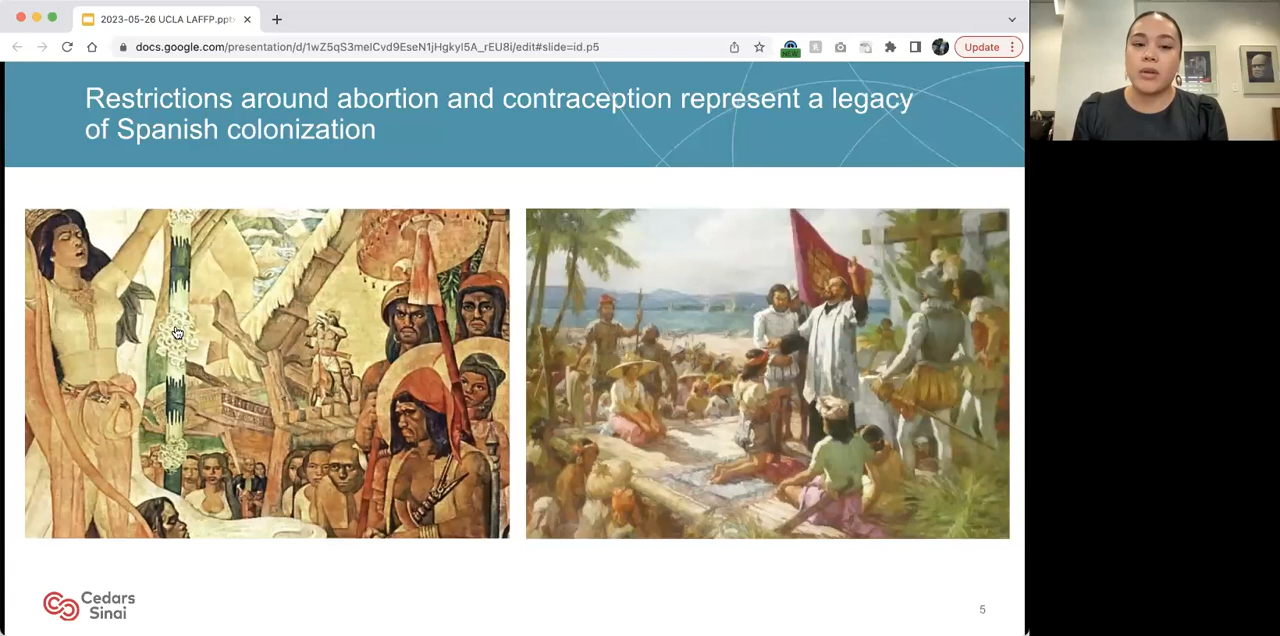 2023-05-26 UCLA LAFFP.ppt
docs.google.com/presentation/d/1wZ5qS3melCvd9EseN1jHgkyl5A_rEU8i/edit#slide=id.p5
NEW
Update
Restrictions around abortion and contraception represent a legacy
of Spanish colonization
Cedars
Sinai
5